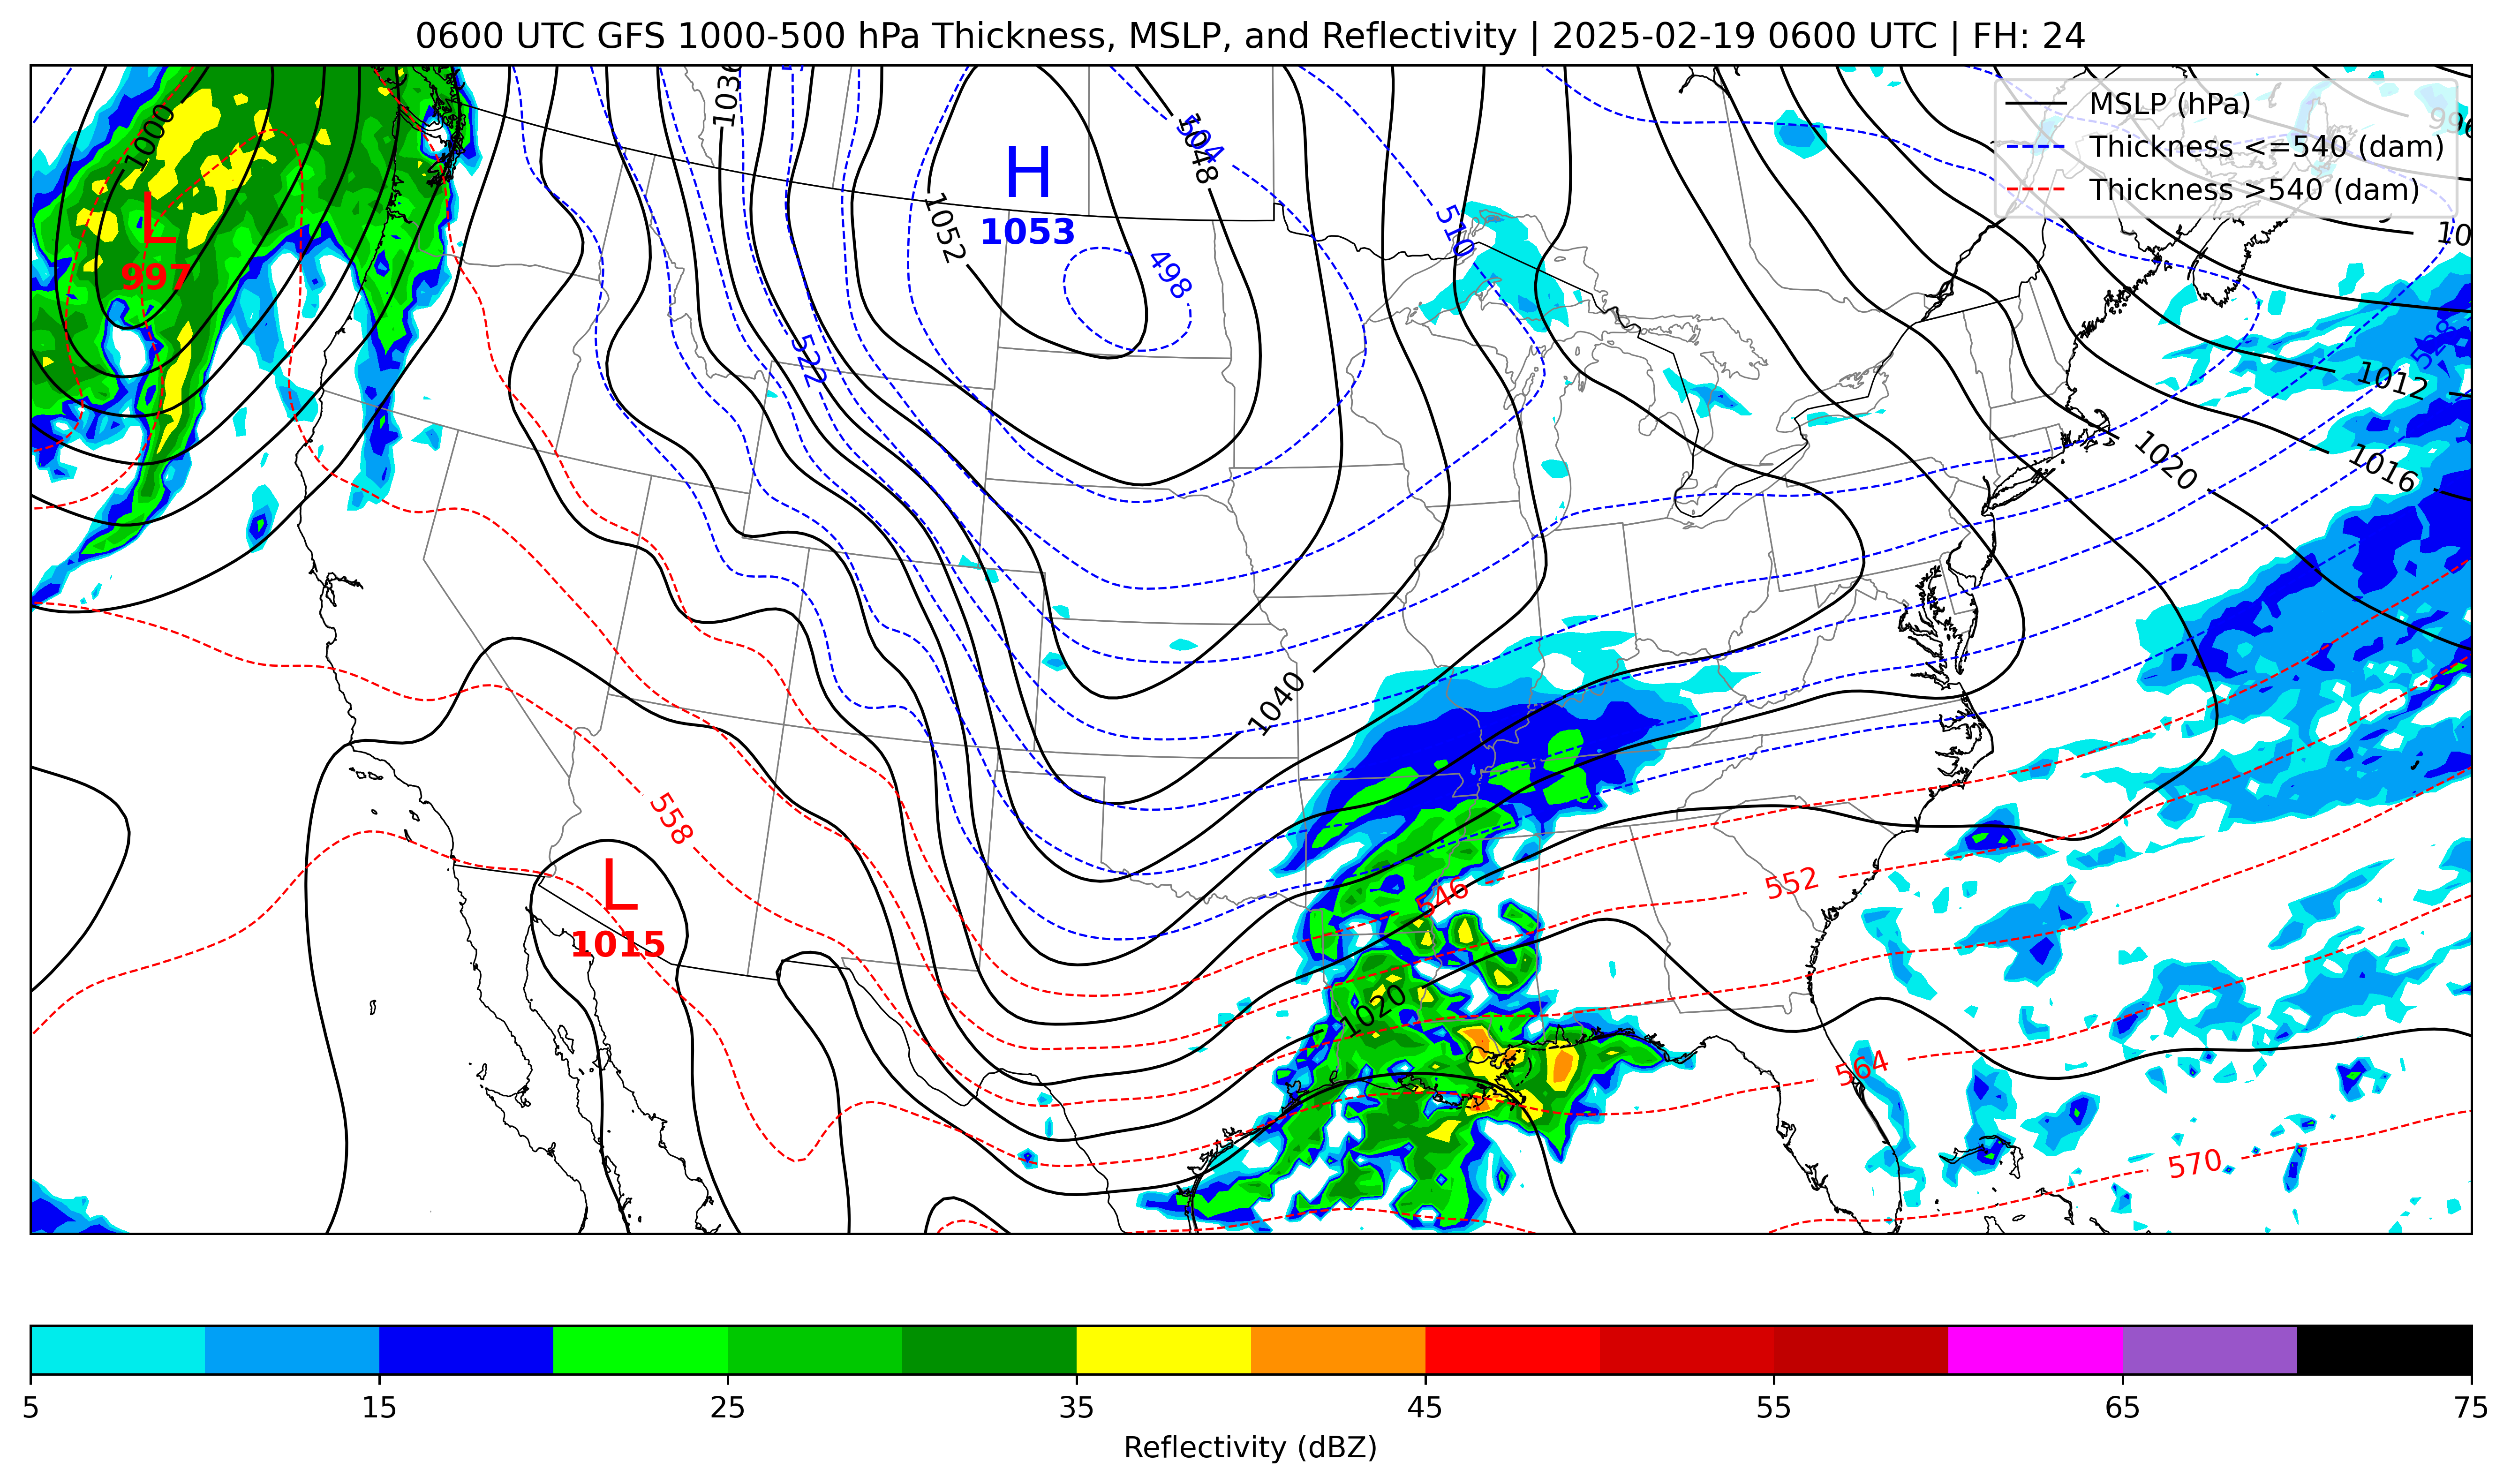 0600 UTC GFS 1000-500 hPa Thickness, MSLP, and Reflectivity | 2025-02-19 0600 UTC | FH: 24
MSLP (hPa)
Thickness <=540 (dam)
Thickness >540 (dam)
1036
1000
504
1048
996
H
1053
1052
510
10
L
997
498
528
522
1012
1020
1016
1040
558
L
1015
546
552
1020
564
570
5 15 25 35 45 55 65 75
Reflectivity (dBZ)